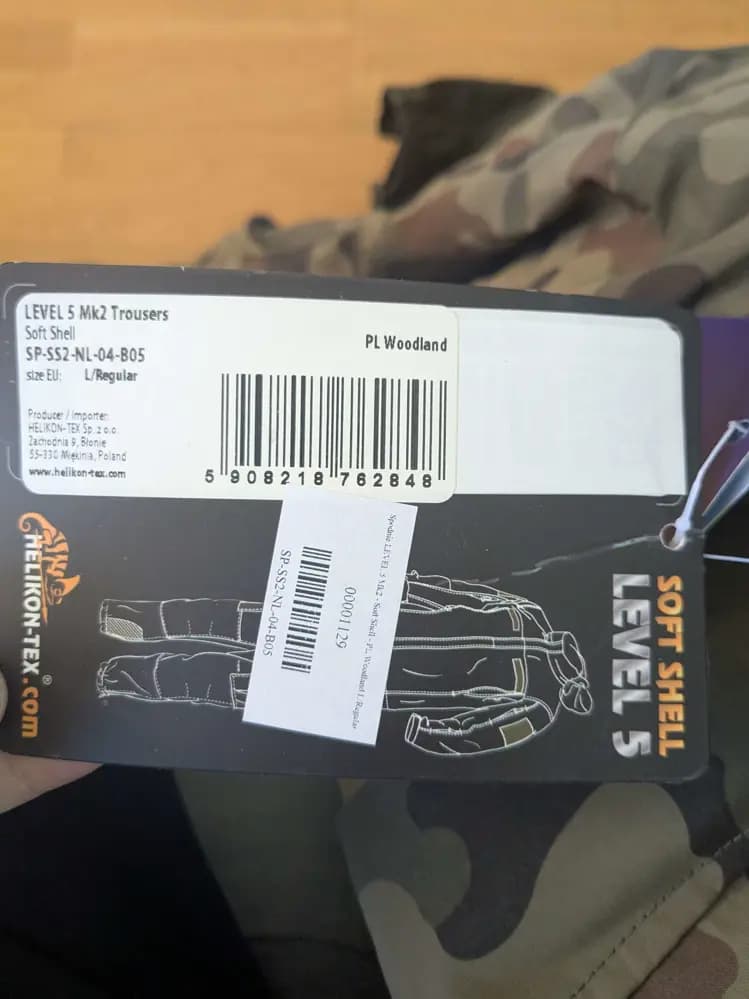 LEVEL 5 Mk2 Trousers
Soft Shell
PL Woodland
SP-SS2-NL-04-B05
size EU: L/Regular
Producer / Importer:
HELIKON-TEX Sp. z o.o.
Zachodnia 9, Błonie
55-330 Miękinia, Poland
www.helikon-tex.com
5 908218 762848
HELIKON-TEX®.com
Spodnie LEVEL 5 Mk2 - Soft Shell - PL Woodland L/Regular
00001129
SP-SS2-NL-04-B05
SOFT SHELL
LEVEL 5